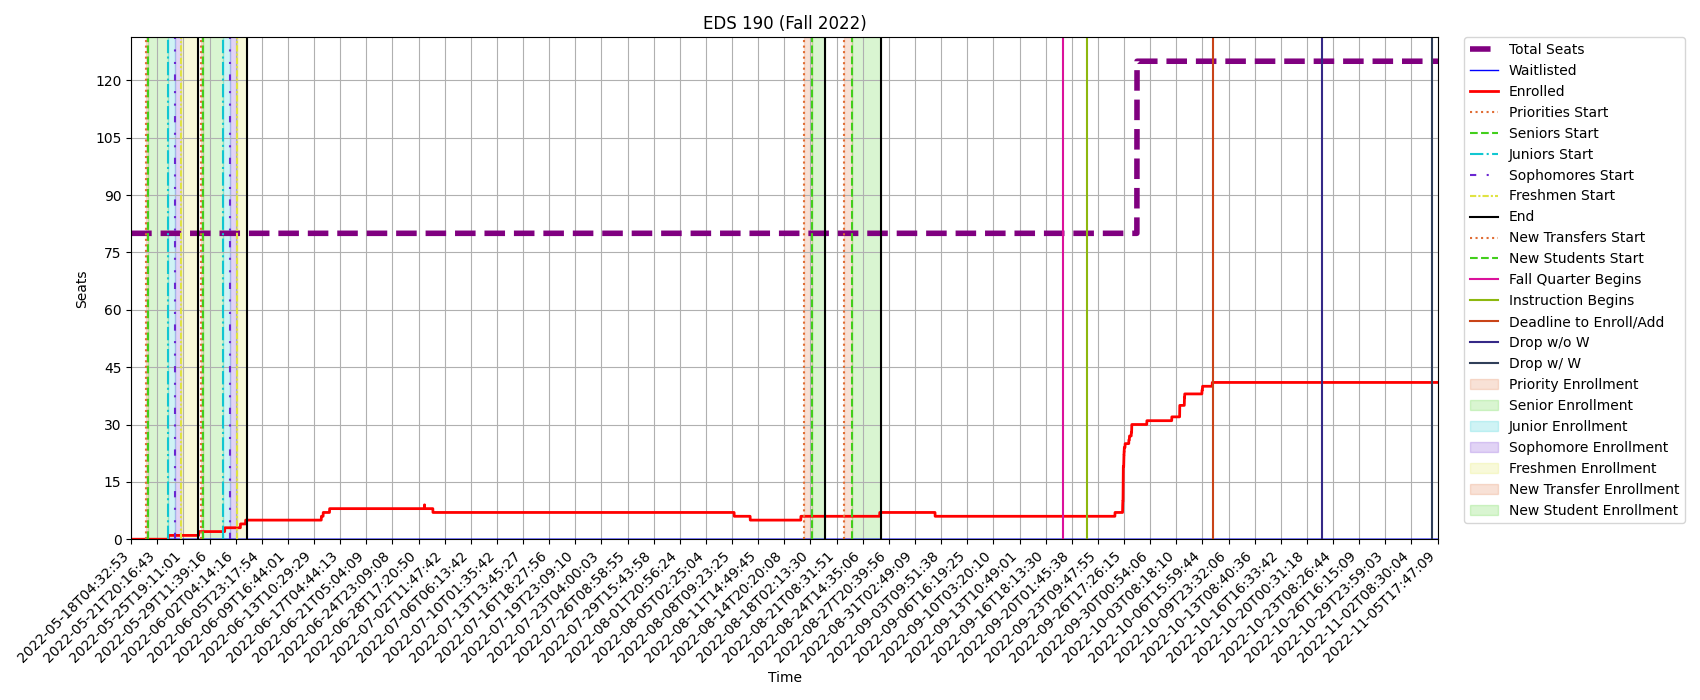 EDS 190 (Fall 2022)
Seats
120
105
90
75
60
45
30
15
0
2022-05-18T04:32:53
2022-05-21T20:16:43
2022-05-25T19:11:01
2022-05-29T11:39:16
2022-06-02T04:14:16
2022-06-05T23:17:54
2022-06-09T16:44:01
2022-06-13T10:29:29
2022-06-17T04:44:13
2022-06-21T05:04:09
2022-06-24T23:09:08
2022-06-28T17:20:50
2022-07-02T11:47:42
2022-07-06T06:13:42
2022-07-10T01:35:42
2022-07-13T13:45:27
2022-07-16T18:27:56
2022-07-19T23:09:10
2022-07-23T04:00:03
2022-07-26T08:58:55
2022-07-29T15:43:58
2022-08-01T20:56:24
2022-08-05T02:25:04
2022-08-08T09:23:25
2022-08-11T14:49:45
2022-08-14T20:20:08
2022-08-18T02:13:30
2022-08-21T08:31:51
2022-08-24T14:35:06
2022-08-27T20:39:56
2022-08-31T02:49:09
2022-09-03T09:51:38
2022-09-06T16:19:25
2022-09-10T03:20:10
2022-09-13T10:49:01
2022-09-16T18:13:30
2022-09-20T01:45:38
2022-09-23T09:47:55
2022-09-26T17:26:15
2022-09-30T00:54:06
2022-10-03T08:18:10
2022-10-06T15:59:44
2022-10-09T23:32:06
2022-10-13T08:40:36
2022-10-16T16:33:42
2022-10-20T00:31:18
2022-10-23T08:26:44
2022-10-26T16:15:09
2022-10-29T23:59:03
2022-11-02T08:30:04
2022-11-05T17:47:09
Time
Total Seats
Waitlisted
Enrolled
Priorities Start
Seniors Start
Juniors Start
Sophomores Start
Freshmen Start
End
New Transfers Start
New Students Start
Fall Quarter Begins
Instruction Begins
Deadline to Enroll/Add
Drop w/o W
Drop w/ W
Priority Enrollment
Senior Enrollment
Junior Enrollment
Sophomore Enrollment
Freshmen Enrollment
New Transfer Enrollment
New Student Enrollment